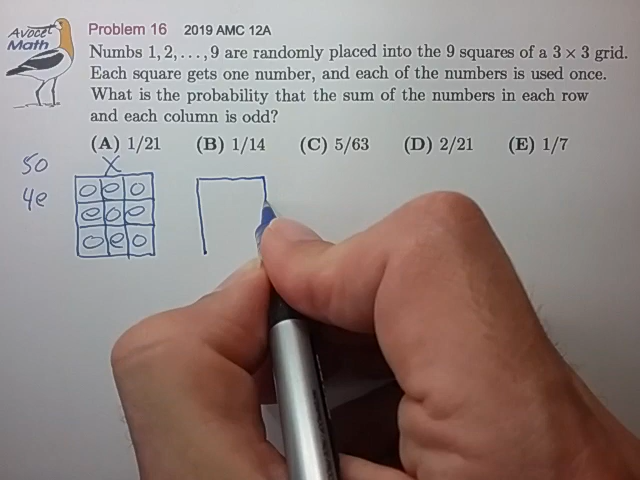 Avocet
Math
Problem 16 2019 AMC 12A
Numbs 1, 2, . . . , 9 are randomly placed into the 9 squares of a 3 × 3 grid.
Each square gets one number, and each of the numbers is used once.
What is the probability that the sum of the numbers in each row
and each column is odd?
(A) 1/21 (B) 1/14 (C) 5/63 (D) 2/21 (E) 1/7
5o X
4e
o e o
e o e
o e o